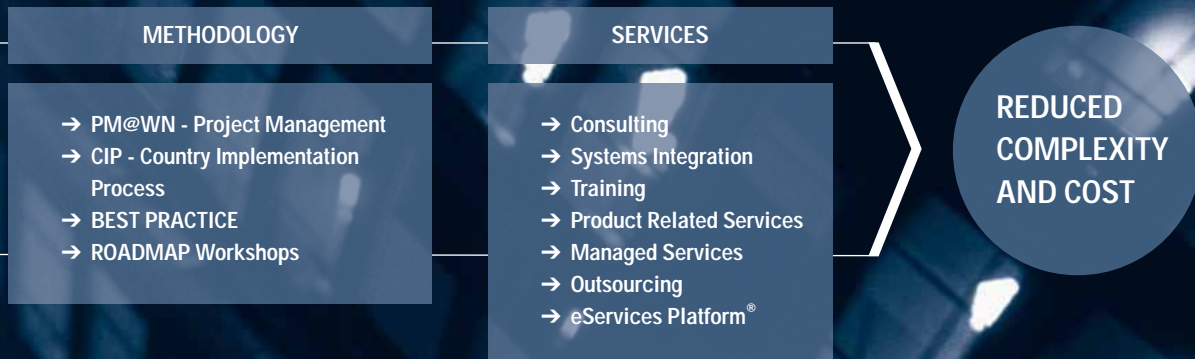 METHODOLOGY
→ PM@WN - Project Management
→ CIP - Country Implementation
Process
→ BEST PRACTICE
→ ROADMAP Workshops
SERVICES
→ Consulting
→ Systems Integration
→ Training
→ Product Related Services
→ Managed Services
→ Outsourcing
→ eServices Platform®
REDUCED
COMPLEXITY
AND COST